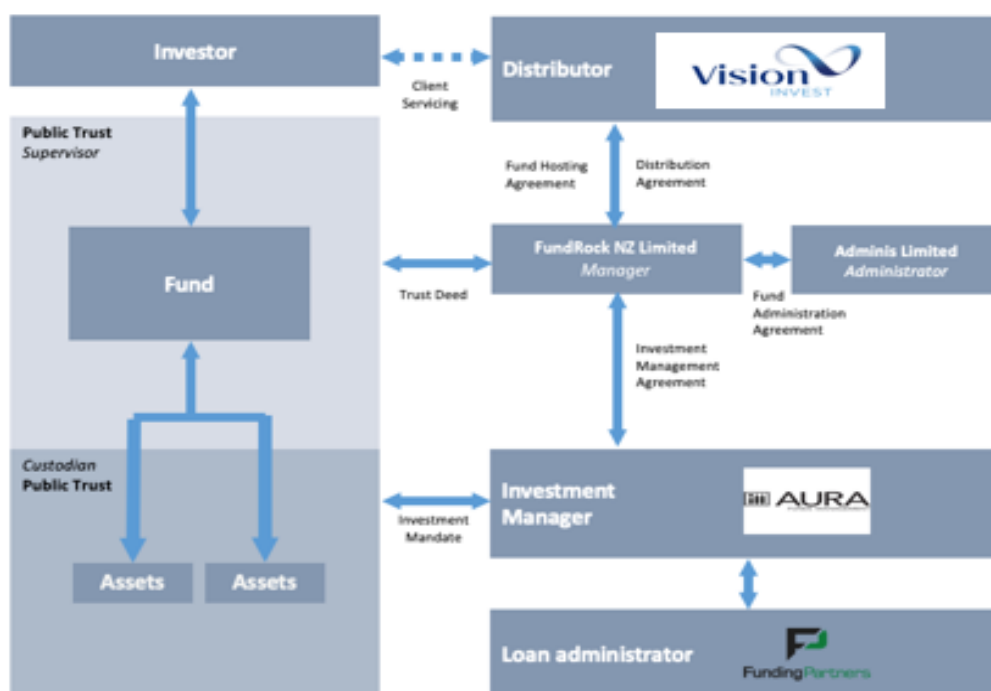 Investor
Client
Servicing
Distributor
Vision
INVEST
Public Trust
Supervisor
Fund Hosting
Agreement
Distribution
Agreement
Fund
Trust Deed
FundRock NZ Limited
Manager
Adminis Limited
Administrator
Fund
Administration
Agreement
Investment
Management
Agreement
Custodian
Public Trust
Assets
Assets
Investment
Mandate
Investment
Manager
AURA
Loan administrator
FundingPartners